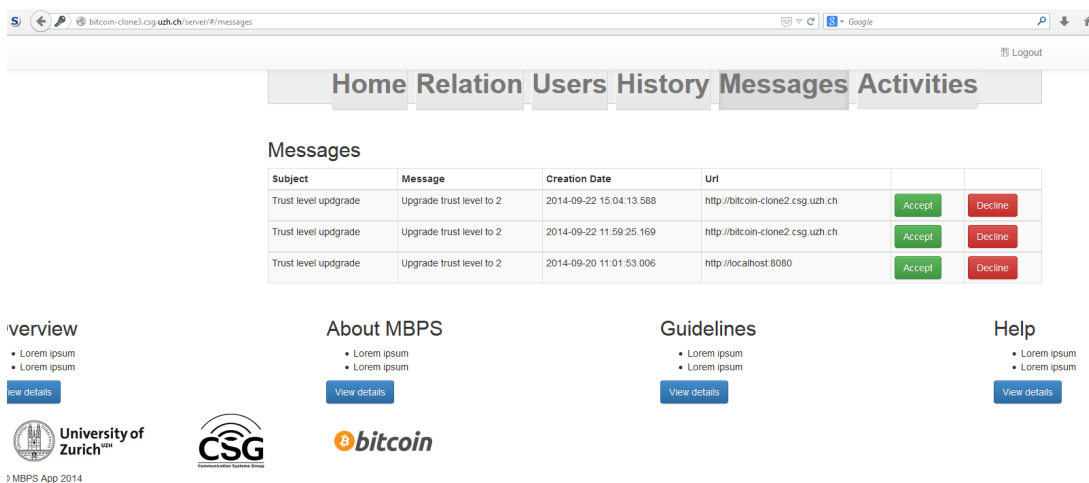 bitcoin-clone3.csg.uzh.ch/server/#/messages
Google
Logout
Home Relation Users History Messages Activities
Messages
Subject Message Creation Date Url
Trust level updgrade Upgrade trust level to 2 2014-09-22 15:04:13.588 http://bitcoin-clone2.csg.uzh.ch Accept Decline
Trust level updgrade Upgrade trust level to 2 2014-09-22 11:59:25.169 http://bitcoin-clone2.csg.uzh.ch Accept Decline
Trust level updgrade Upgrade trust level to 2 2014-09-20 11:01:53.006 http://localhost:8080 Accept Decline
verview About MBPS Guidelines Help
• Lorem ipsum • Lorem ipsum • Lorem ipsum • Lorem ipsum
• Lorem ipsum • Lorem ipsum • Lorem ipsum • Lorem ipsum
iew details View details View details View details
University of
Zurich UZH
CSG
Communication Systems Group
bitcoin
© MBPS App 2014